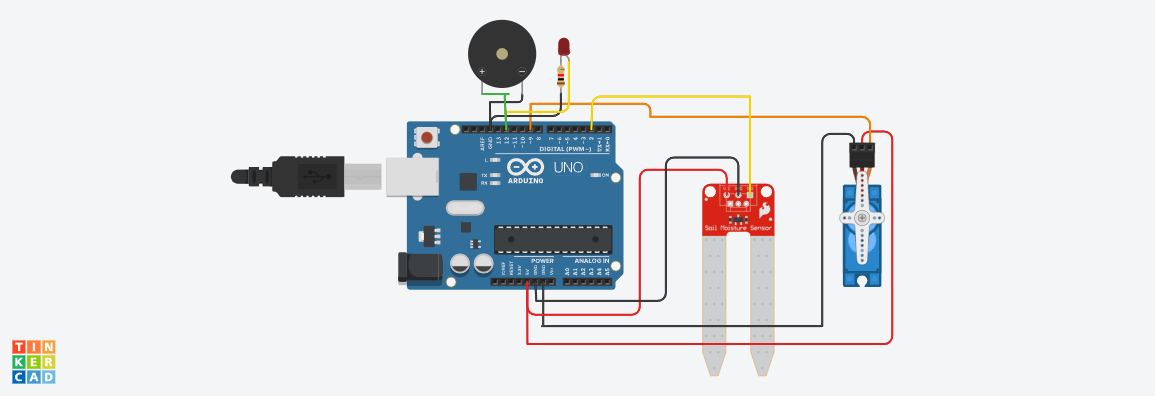 + −
AREF
GND
13
12
~11
~10
~9
8
7
~6
~5
4
~3
2
TX→1
RX←0
DIGITAL (PWM~)
L
TX
RX
UNO
ARDUINO
ON
Soil Moisture Sensor
POWER
ANALOG IN
IOREF
RESET
3.3V
5V
GND
GND
Vin
A0
A1
A2
A3
A4
A5
TIN
KER
CAD